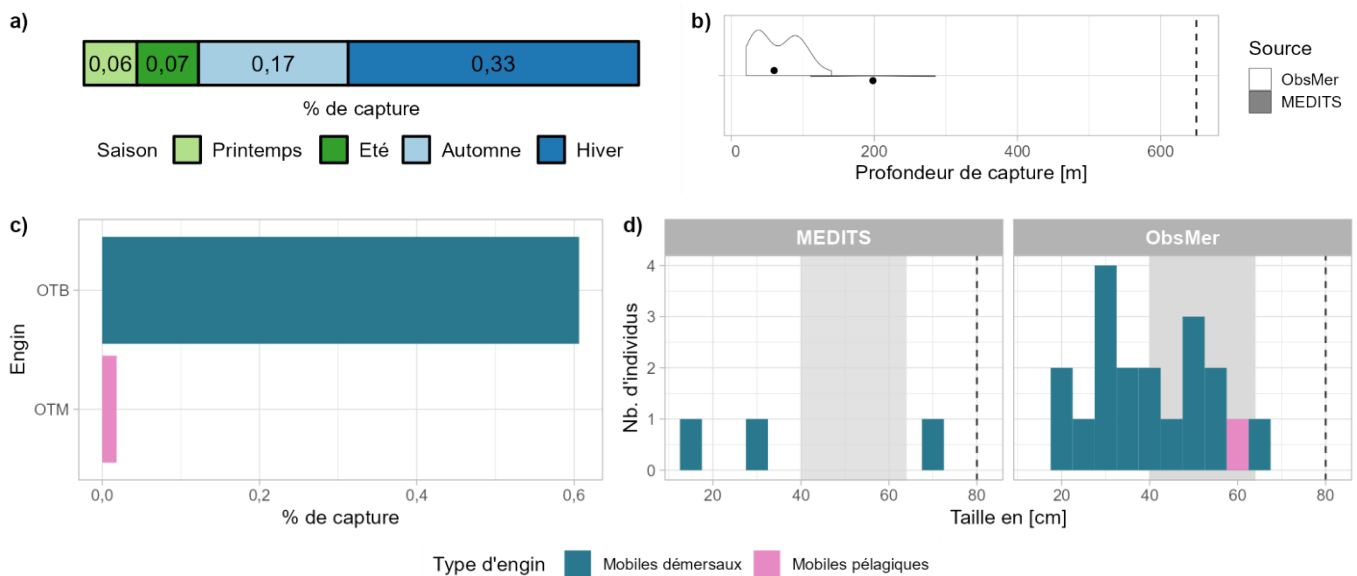 a)
0,06 0,07 0,17 0,33
% de capture
Saison Printemps Eté Automne Hiver
b)
0 200 400 600
Profondeur de capture [m]
Source
ObsMer
MEDITS
c)
Engin
OTB
OTM
0,0 0,2 0,4 0,6
% de capture
d)
MEDITS ObsMer
Nb. d'individus
4
3
2
1
0
20 40 60 80 20 40 60 80
Taille en [cm]
Type d'engin Mobiles démersaux Mobiles pélagiques